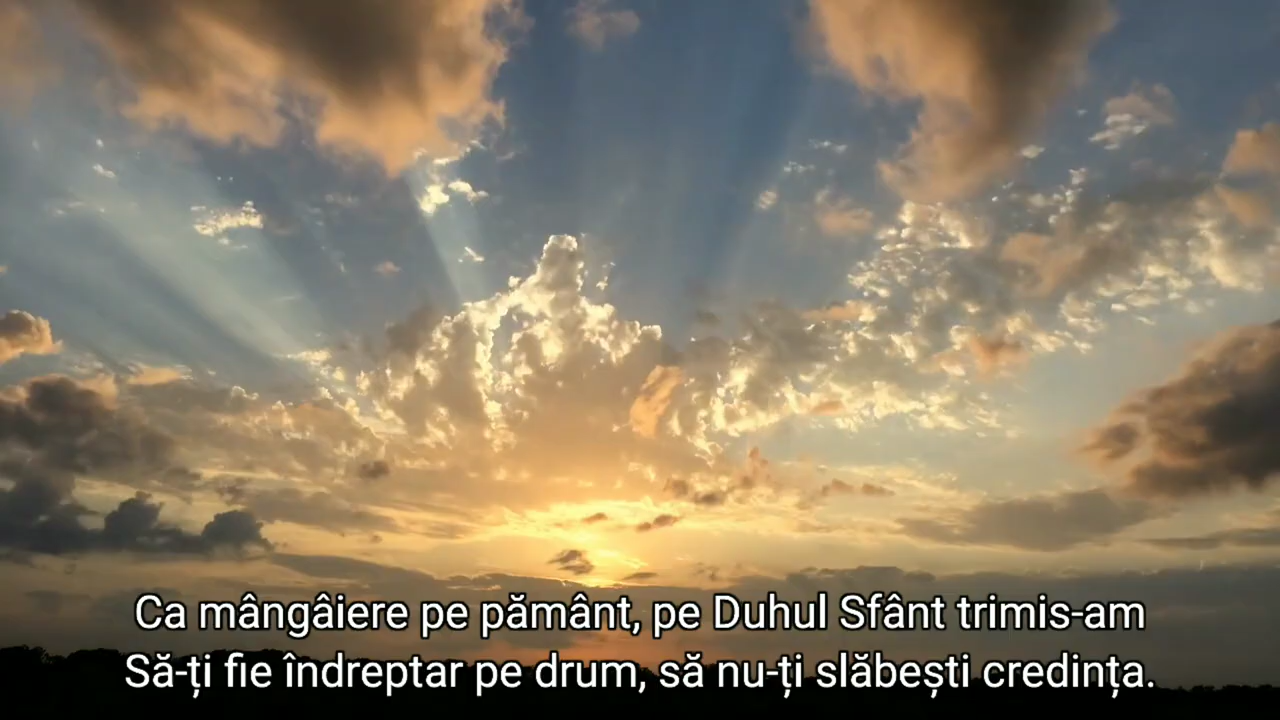 Ca mângâiere pe pământ, pe Duhul Sfânt trimis-am
Să-ți fie îndreptar pe drum, să nu-ți slăbești credința.